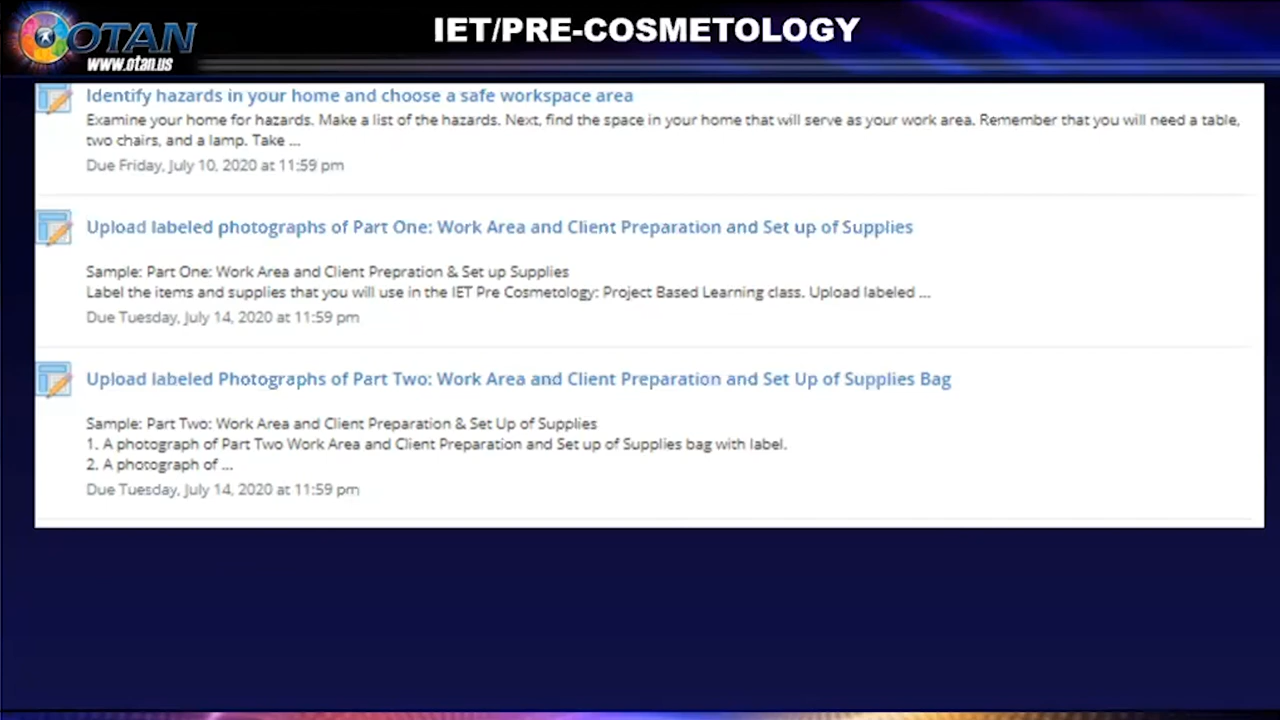 OTAN
www.otan.us
IET/PRE-COSMETOLOGY
Identify hazards in your home and choose a safe workspace area
Examine your home for hazards. Make a list of the hazards. Next, find the space in your home that will serve as your work area. Remember that you will need a table,
two chairs, and a lamp. Take ...
Due Friday, July 10, 2020 at 11:59 pm
Upload labeled photographs of Part One: Work Area and Client Preparation and Set up of Supplies
Sample: Part One: Work Area and Client Prepration & Set up Supplies
Label the items and supplies that you will use in the IET Pre Cosmetology: Project Based Learning class. Upload labeled ...
Due Tuesday, July 14, 2020 at 11:59 pm
Upload labeled Photographs of Part Two: Work Area and Client Preparation and Set Up of Supplies Bag
Sample: Part Two: Work Area and Client Preparation & Set Up of Supplies
1. A photograph of Part Two Work Area and Client Preparation and Set up of Supplies bag with label.
2. A photograph of ...
Due Tuesday, July 14, 2020 at 11:59 pm